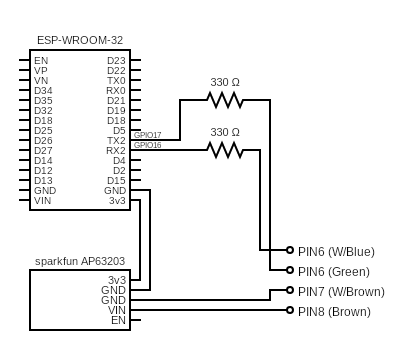 ESP-WROOM-32
EN D23
VP D22
VN TX0
D34 RX0
D35 D21
D32 D19
D18 D18
D25 D5
D26 TX2 GPIO17
D27 RX2 GPIO16
D14 D4
D12 D2
D13 D15
GND GND
VIN 3v3
330 Ω
330 Ω
sparkfun AP63203
3v3
GND
GND
VIN
EN
PIN6 (W/Blue)
PIN6 (Green)
PIN7 (W/Brown)
PIN8 (Brown)